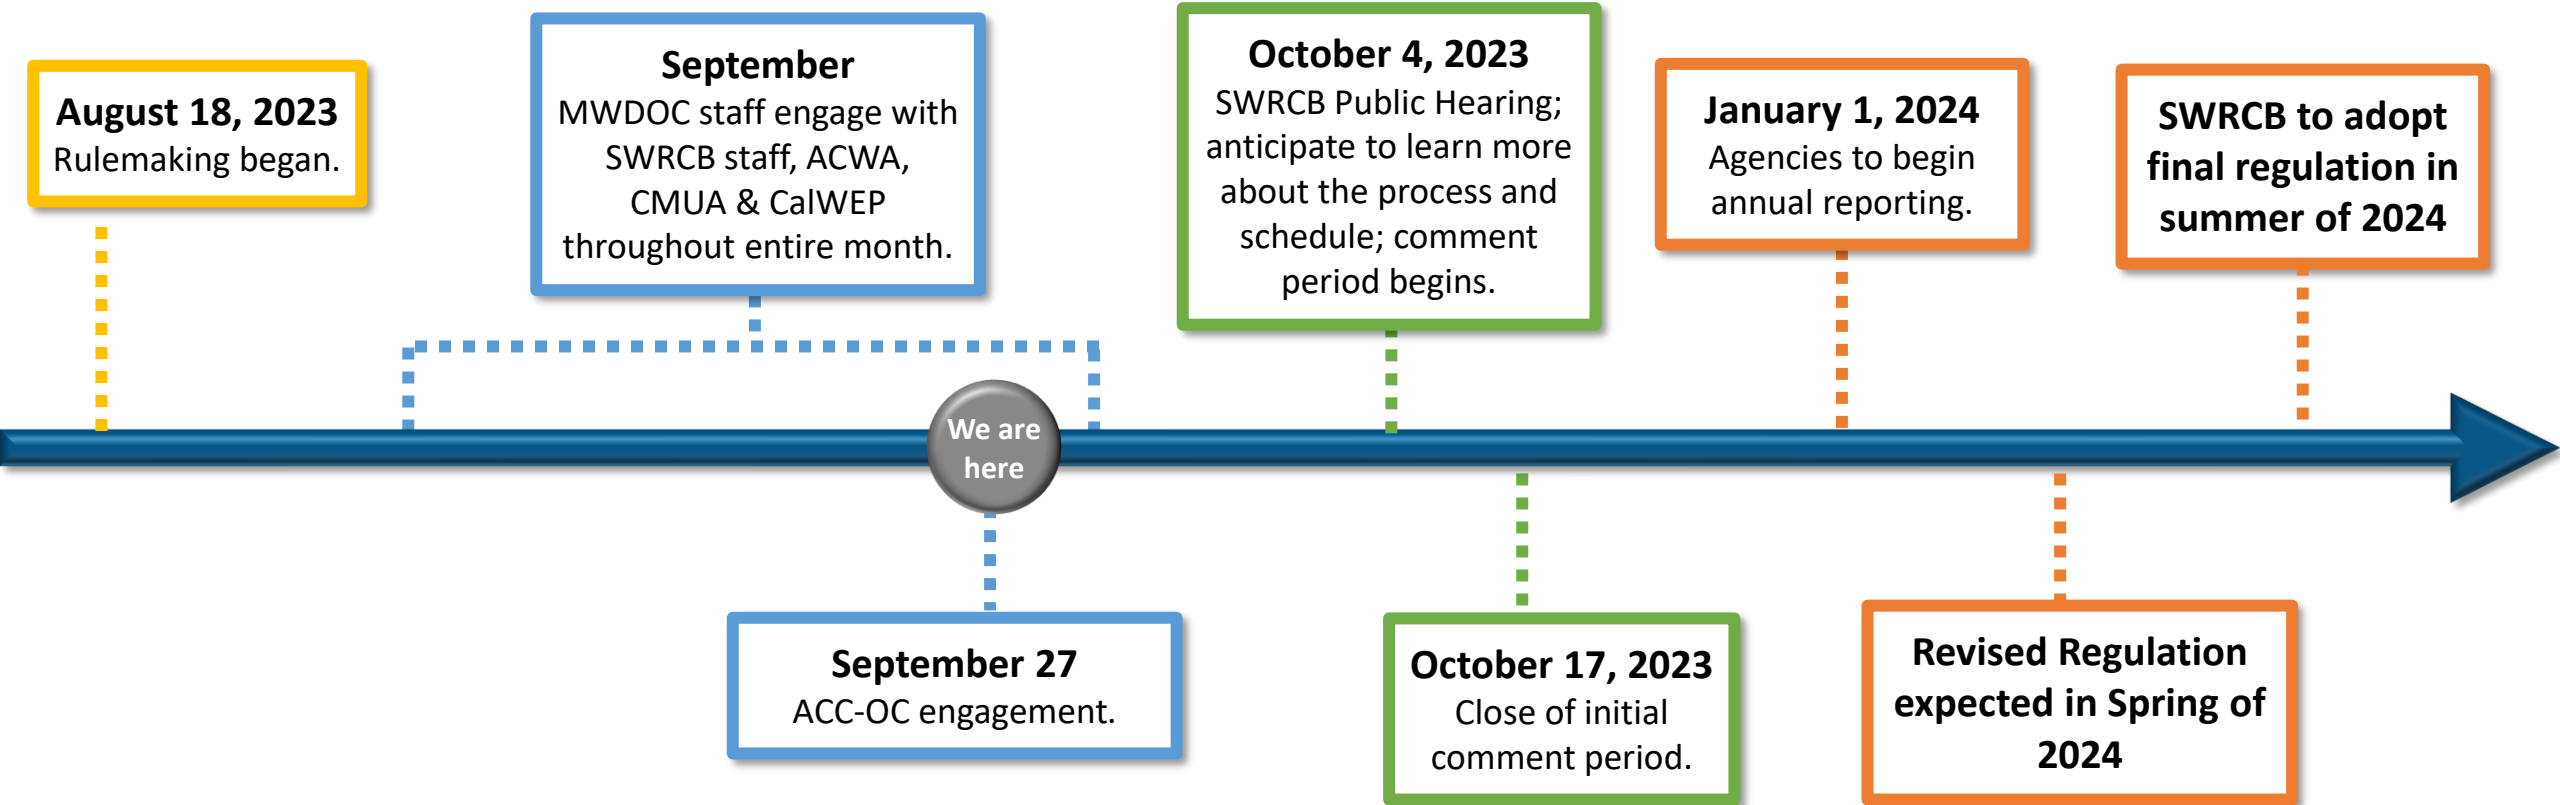 August 18, 2023
Rulemaking began.
September
MWDOC staff engage with
SWRCB staff, ACWA,
CMUA & CalWEP
throughout entire month.
October 4, 2023
SWRCB Public Hearing;
anticipate to learn more
about the process and
schedule; comment
period begins.
January 1, 2024
Agencies to begin
annual reporting.
SWRCB to adopt
final regulation in
summer of 2024
We are
here
September 27
ACC-OC engagement.
October 17, 2023
Close of initial
comment period.
Revised Regulation
expected in Spring of
2024